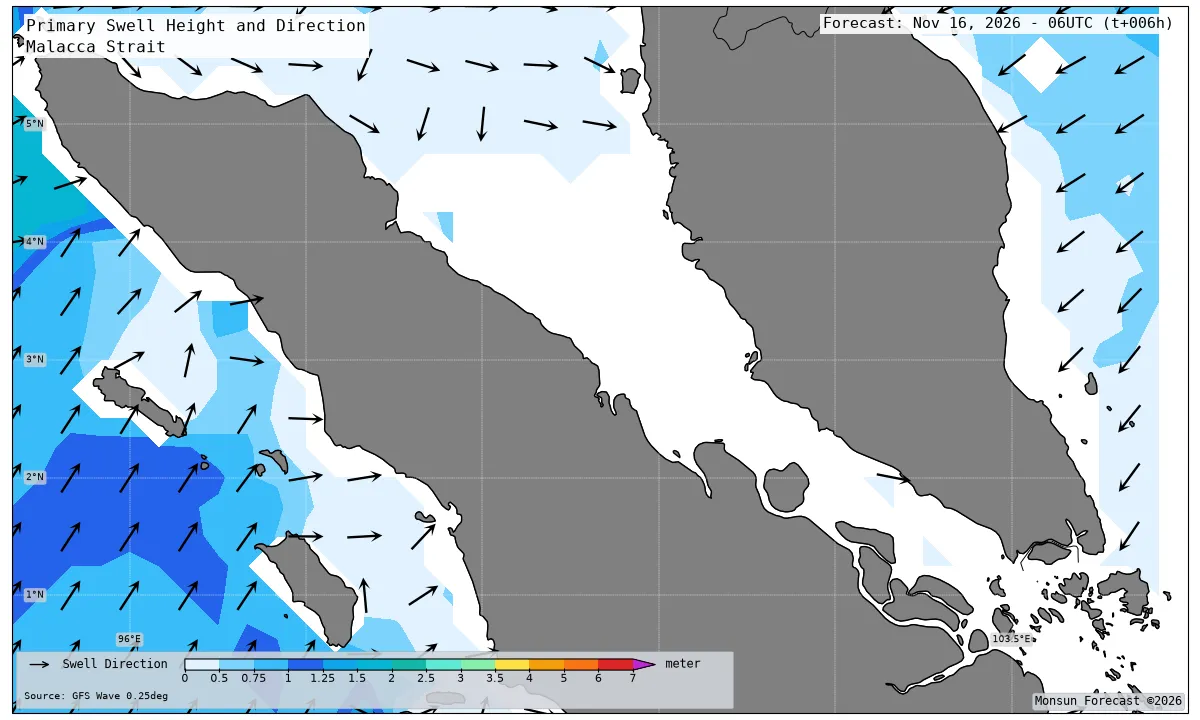 Primary Swell Height and Direction
Malacca Strait
Forecast: Nov 16, 2026 - 06UTC (t+006h)
5°N
4°N
3°N
2°N
1°N
96°E
103.5°E
Swell Direction
0 0.5 0.75 1 1.25 1.5 2 2.5 3 3.5 4 5 6 7
meter
Source: GFS Wave 0.25deg
Monsun Forecast ©2026